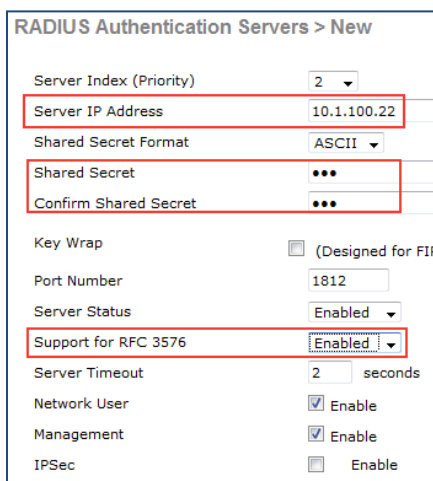 RADIUS Authentication Servers > New
Server Index (Priority) 2
Server IP Address 10.1.100.22
Shared Secret Format ASCII
Shared Secret •••
Confirm Shared Secret •••
Key Wrap (Designed for FI
Port Number 1812
Server Status Enabled
Support for RFC 3576 Enabled
Server Timeout 2 seconds
Network User Enable
Management Enable
IPSec Enable